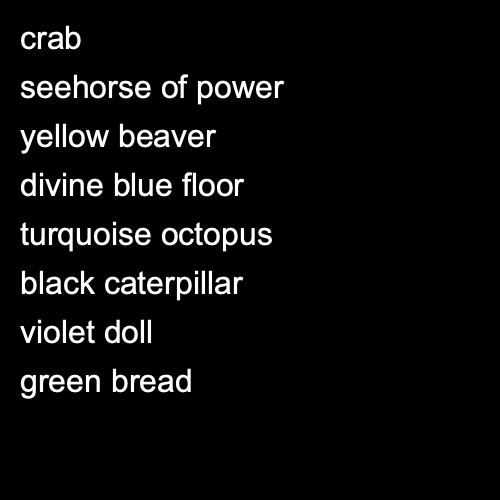 crab
seehorse of power
yellow beaver
divine blue floor
turquoise octopus
black caterpillar
violet doll
green bread